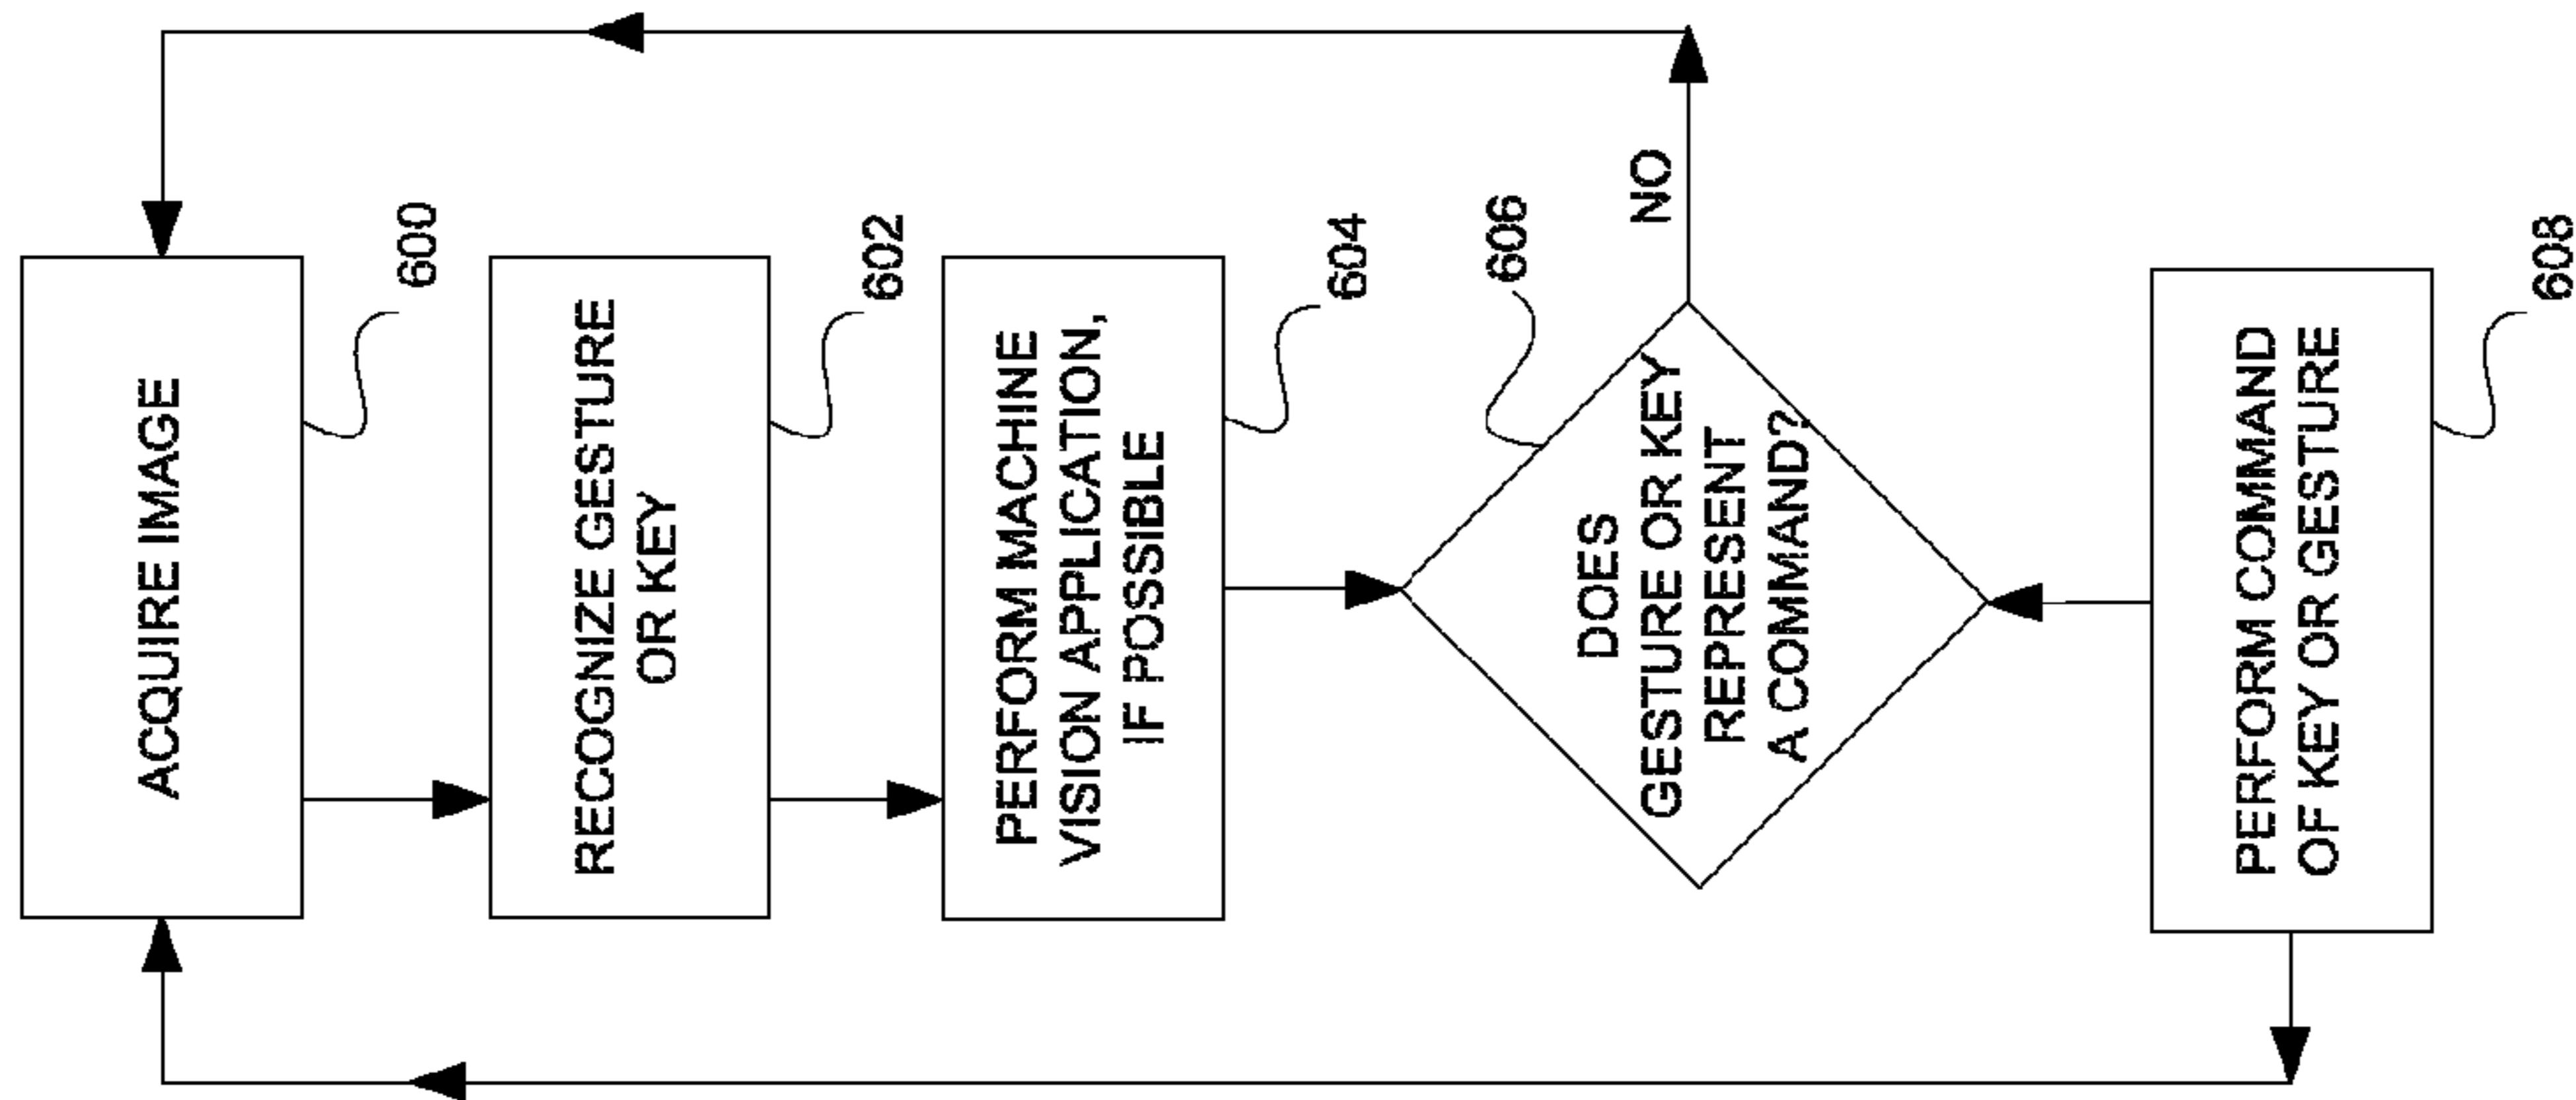 ACQUIRE IMAGE
600
RECOGNIZE GESTURE
OR KEY
602
PERFORM MACHINE
VISION APPLICATION,
IF POSSIBLE
604
DOES
GESTURE OR KEY
REPRESENT
A COMMAND?
606
NO
PERFORM COMMAND
OF KEY OR GESTURE
608